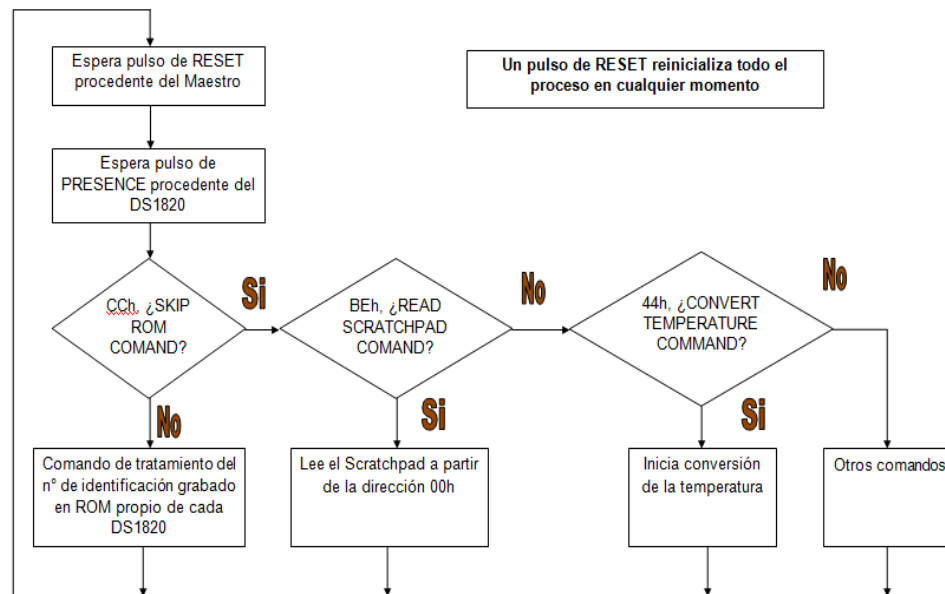 Espera pulso de RESET
procedente del Maestro
Un pulso de RESET reinicializa todo el
proceso en cualquier momento
Espera pulso de
PRESENCE procedente del
DS1820
CCh, ¿SKIP
ROM
COMAND?
Si
BEh, ¿READ
SCRATCHPAD
COMAND?
No
44h, ¿CONVERT
TEMPERATURE
COMMAND?
No
No
Si
Si
Comando de tratamiento del
n° de identificación grabado
en ROM propio de cada
DS1820
Lee el Scratchpad a partir
de la dirección 00h
Inicia conversión
de la temperatura
Otros comandos